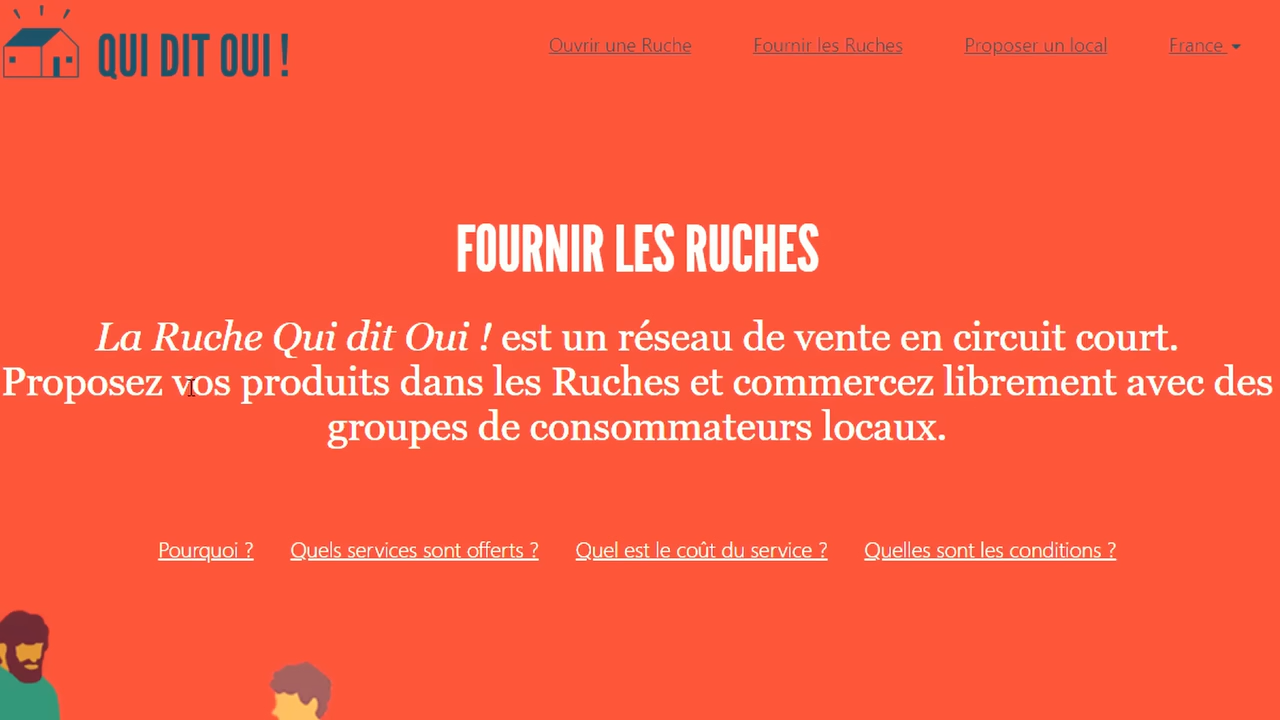 QUI DIT OUI !
Ouvrir une Ruche
Fournir les Ruches
Proposer un local
France
FOURNIR LES RUCHES
La Ruche Qui dit Oui ! est un réseau de vente en circuit court.
Proposez vos produits dans les Ruches et commercez librement avec des
groupes de consommateurs locaux.
Pourquoi ?
Quels services sont offerts ?
Quel est le coût du service ?
Quelles sont les conditions ?